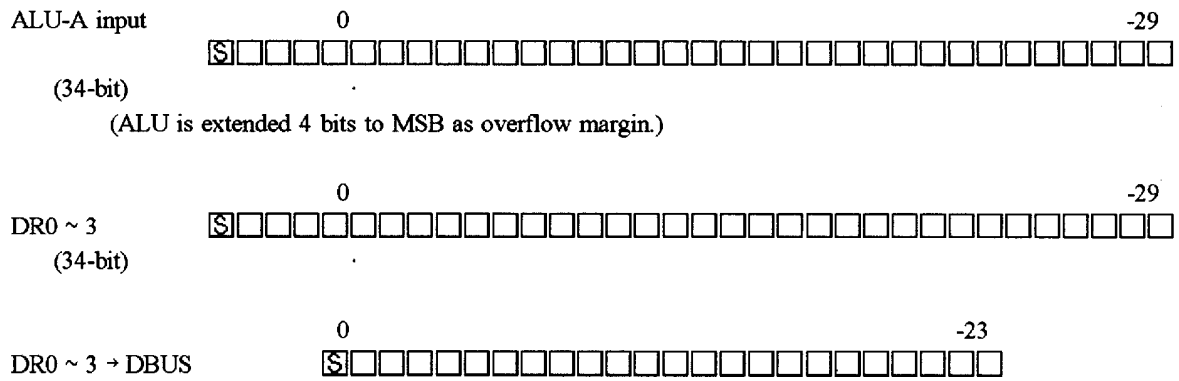 ALU-A input 0 -29
S
(34-bit)
(ALU is extended 4 bits to MSB as overflow margin.)
0 -29
DR0 ~ 3 S
(34-bit)
0 -23
DR0 ~ 3 → DBUS S